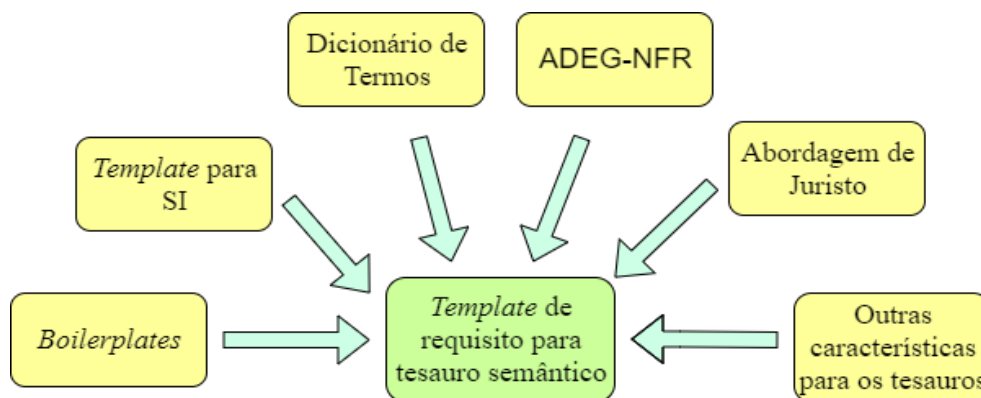 Dicionário de
Termos
ADEG-NFR
Template para
SI
Abordagem de
Juristo
Boilerplates
Template de
requisito para
tesauro semântico
Outras
características
para os tesauros